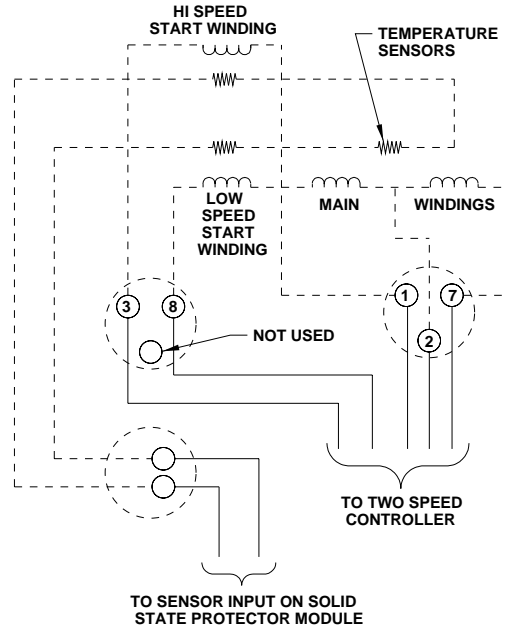 HI SPEED
START WINDING
TEMPERATURE
SENSORS
LOW
SPEED
START
WINDING
MAIN
WINDINGS
3
8
1
7
2
NOT USED
TO TWO SPEED
CONTROLLER
TO SENSOR INPUT ON SOLID
STATE PROTECTOR MODULE